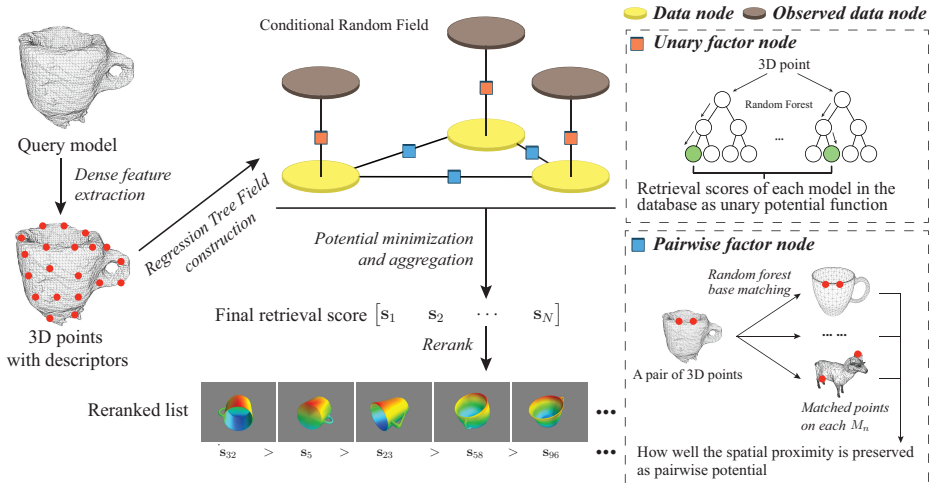 Data node
Observed data node
Conditional Random Field
Query model
Dense feature
extraction
3D points
with descriptors
Regression Tree Field
construction
Potential minimization
and aggregation
Final retrieval score [s1 s2 ⋯ sN]
Rerank
Reranked list
s32 > s5 > s23 > s58 > s96 •••
Unary factor node
3D point
Random Forest
...
Retrieval scores of each model in the
database as unary potential function
Pairwise factor node
Random forest
base matching
... ...
A pair of 3D points
Matched points
on each Mn
How well the spatial proximity is preserved
as pairwise potential